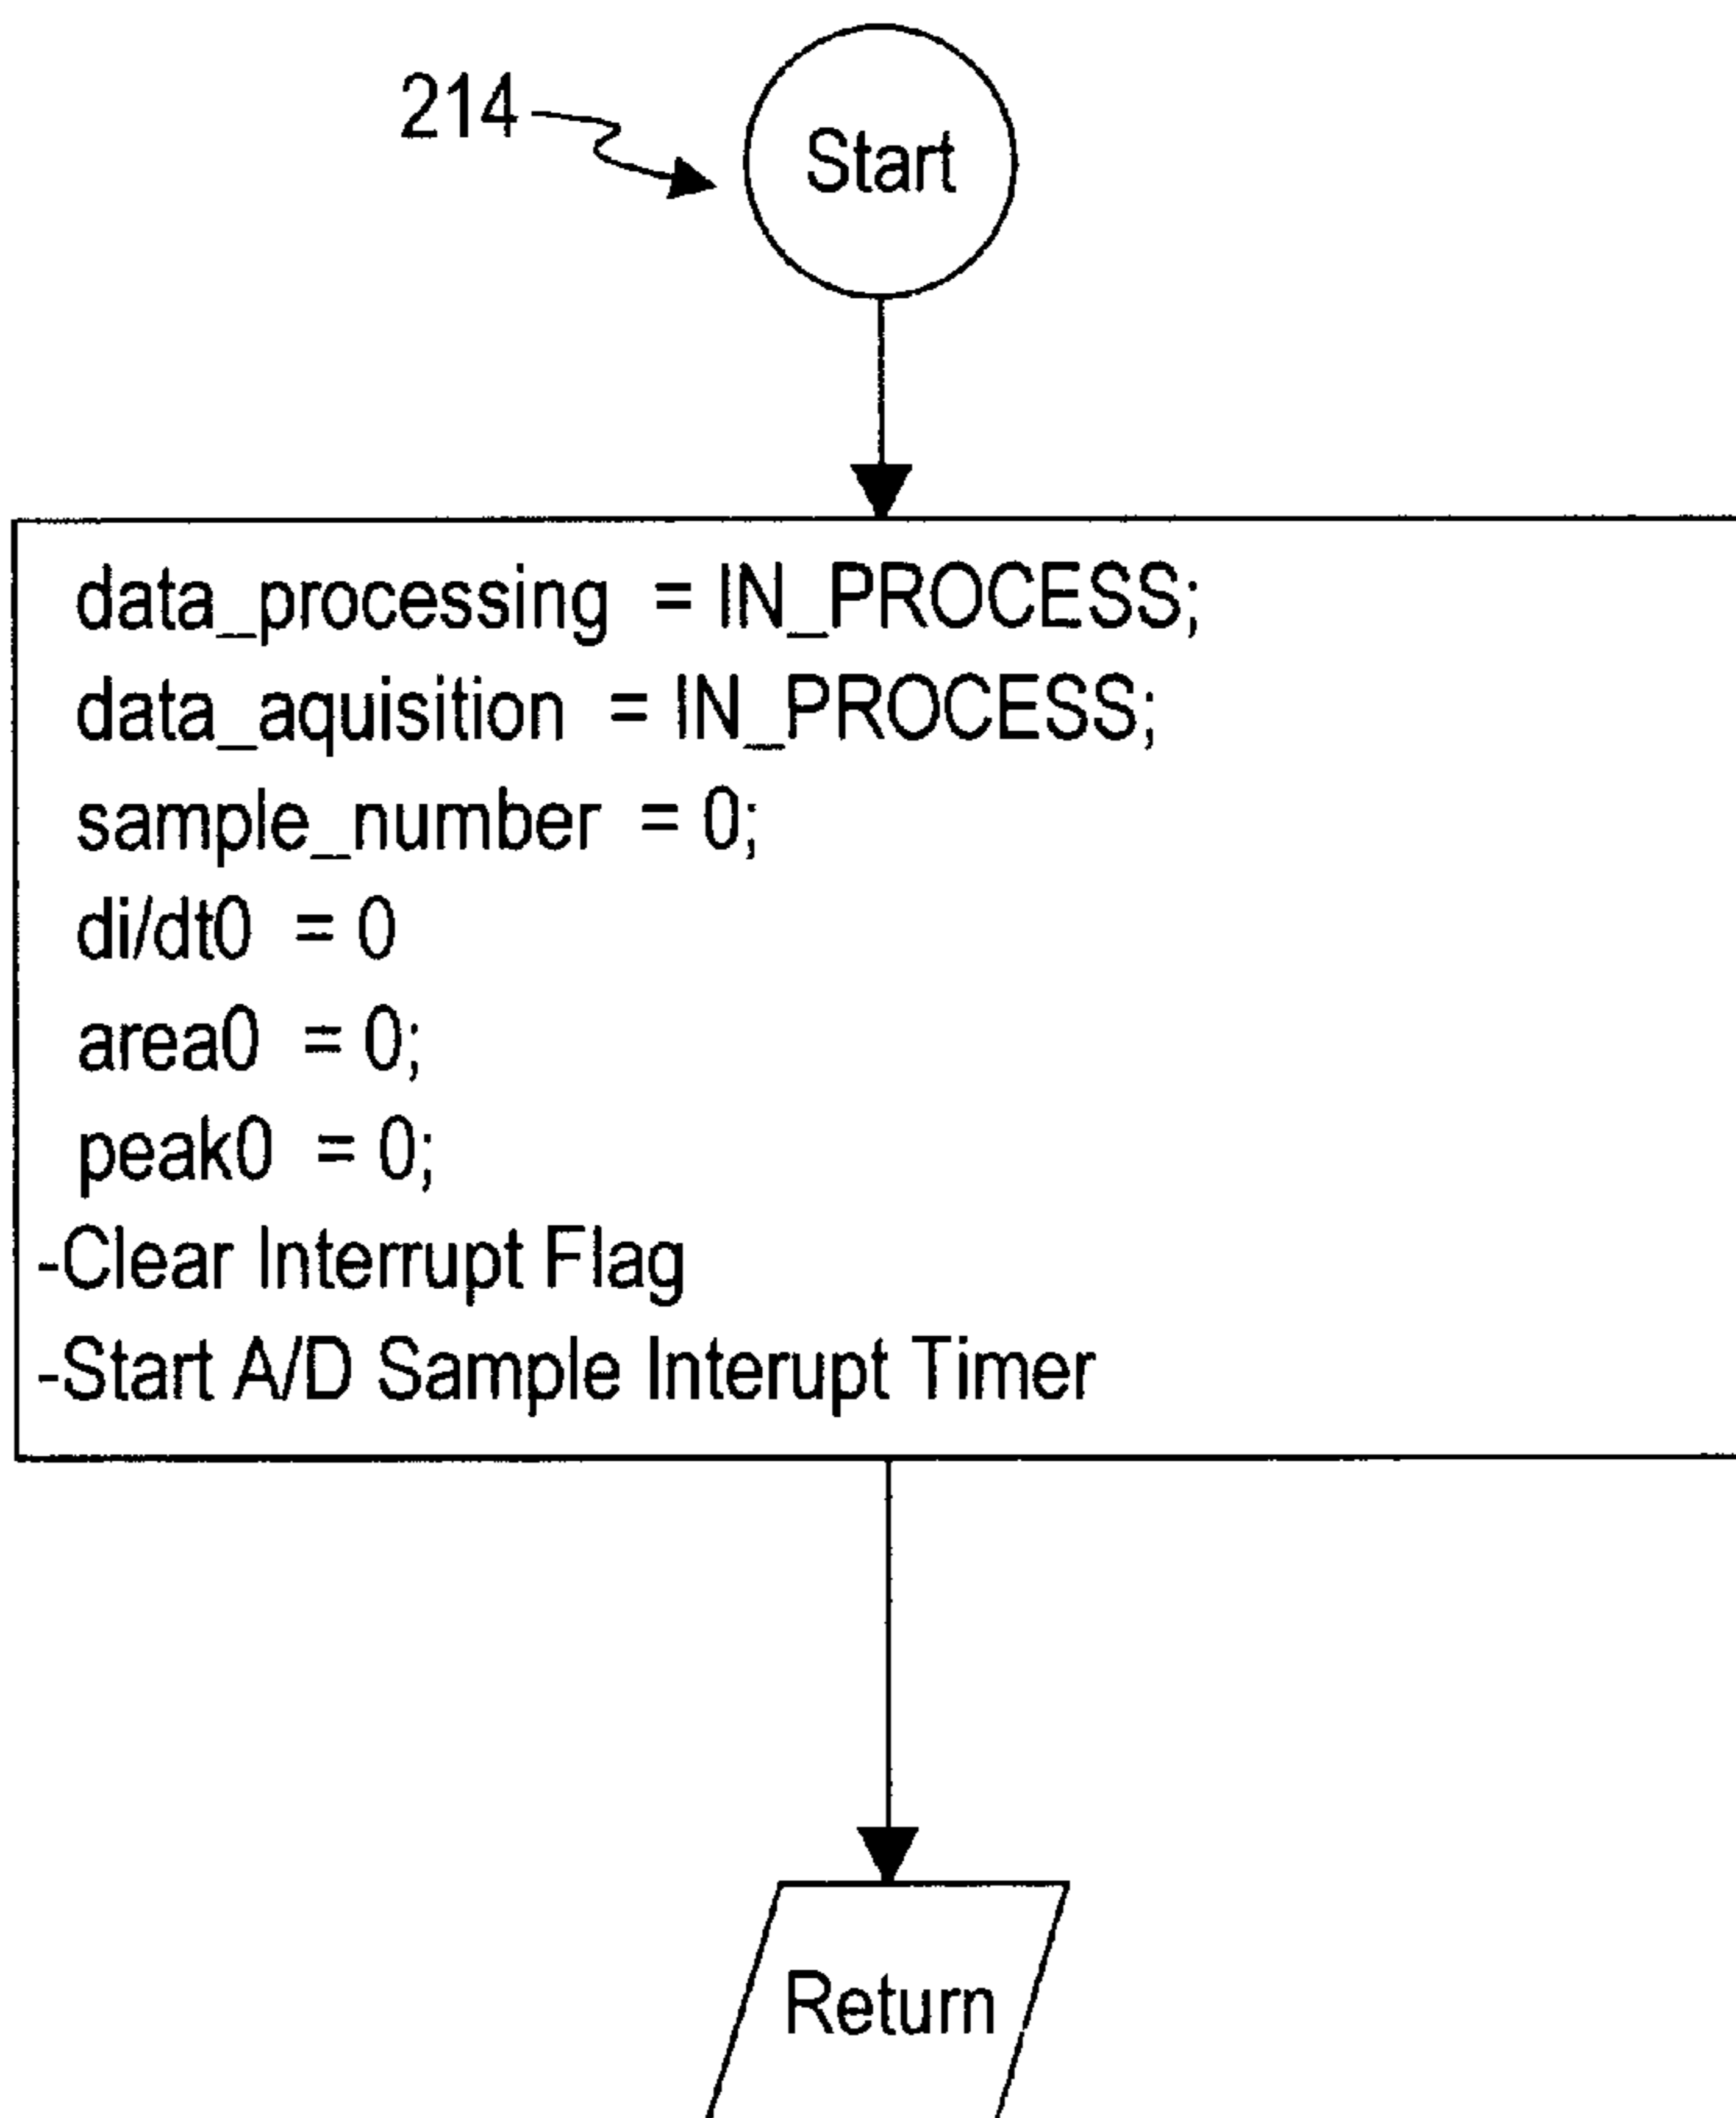 214
Start
data_processing = IN_PROCESS;
data_aquisition = IN_PROCESS;
sample_number = 0;
di/dt0 = 0
area0 = 0;
peak0 = 0;
-Clear Interrupt Flag
-Start A/D Sample Interupt Timer
Return